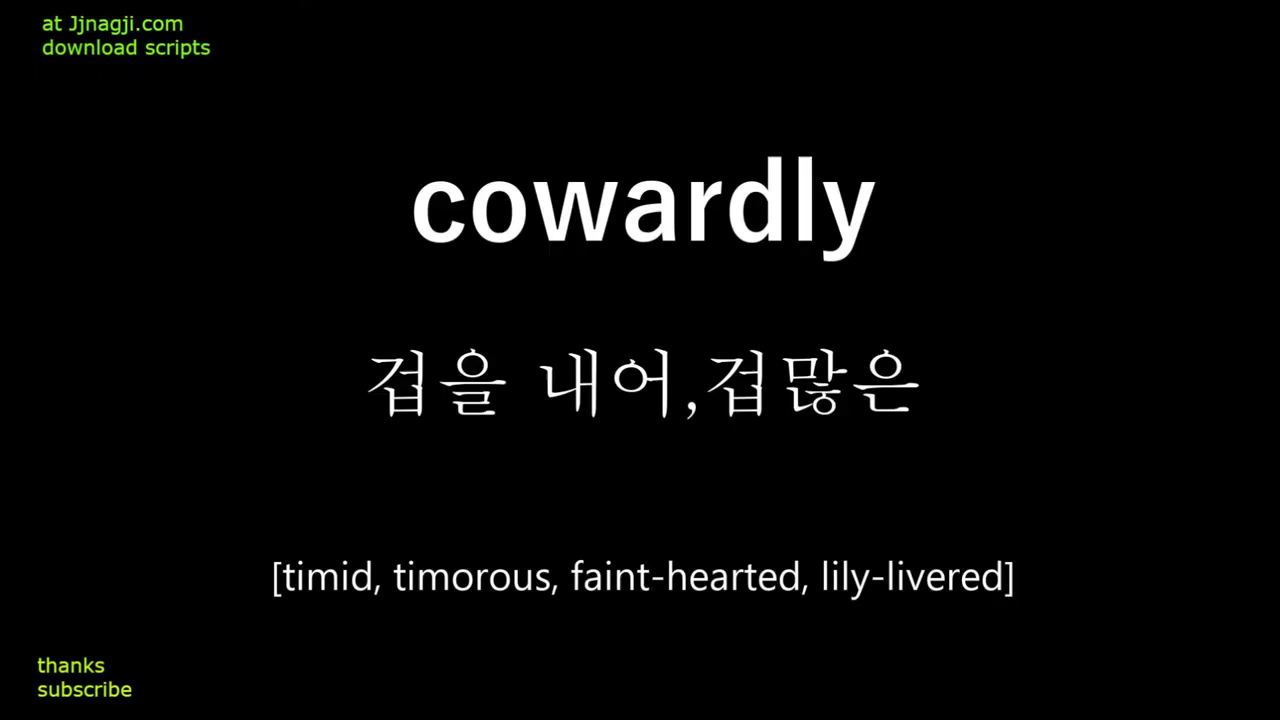 at Jjnagji.com
download scripts
cowardly
겁을 내어,겁많은
[timid, timorous, faint-hearted, lily-livered]
thanks
subscribe